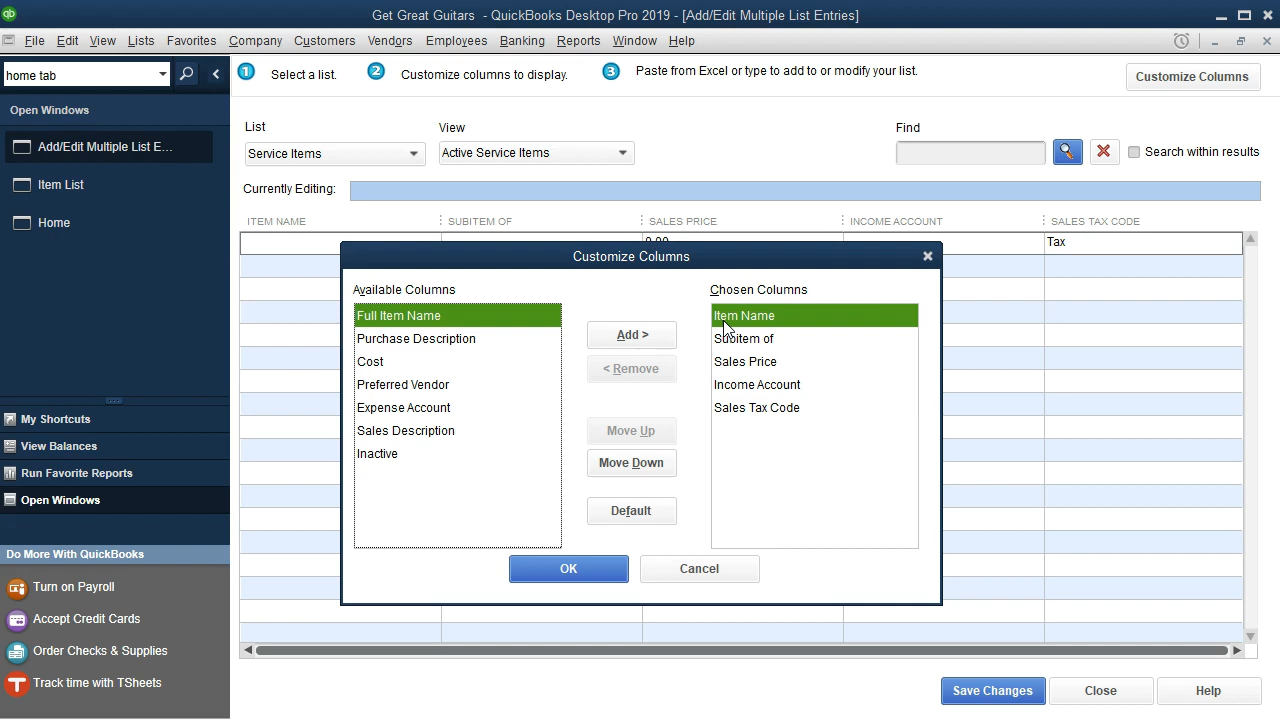 Get Great Guitars - QuickBooks Desktop Pro 2019 - [Add/Edit Multiple List Entries]
File Edit View Lists Favorites Company Customers Vendors Employees Banking Reports Window Help
home tab
1 Select a list. 2 Customize columns to display. 3 Paste from Excel or type to add to or modify your list.
Customize Columns
Open Windows
Add/Edit Multiple List E...
Item List
Home
My Shortcuts
View Balances
Run Favorite Reports
Open Windows
Do More With QuickBooks
Turn on Payroll
Accept Credit Cards
Order Checks & Supplies
Track time with TSheets
List View Find
Service Items Active Service Items Search within results
Currently Editing:
ITEM NAME SUBITEM OF SALES PRICE INCOME ACCOUNT SALES TAX CODE
0.00 Tax
Customize Columns
Available Columns
Full Item Name
Purchase Description
Cost
Preferred Vendor
Expense Account
Sales Description
Inactive
Add >
< Remove
Move Up
Move Down
Default
Chosen Columns
Item Name
Subitem of
Sales Price
Income Account
Sales Tax Code
OK Cancel
Save Changes Close Help